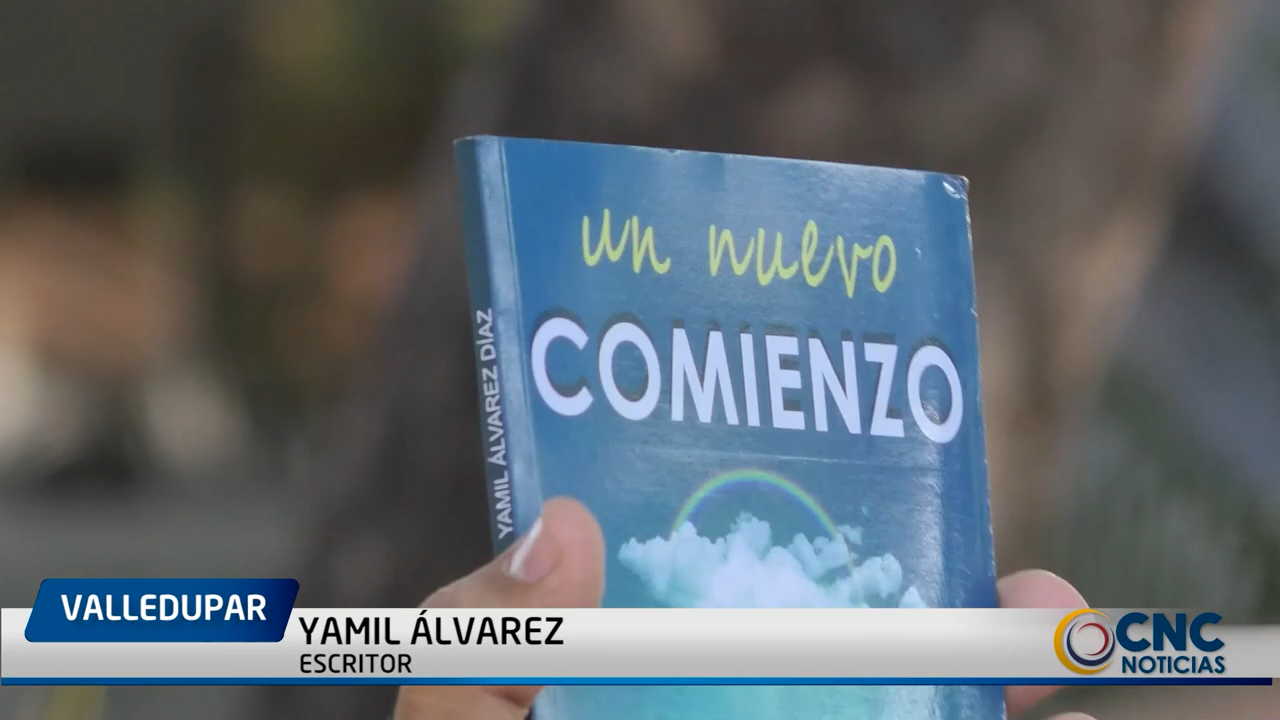 un nuevo
COMIENZO
YAMIL ÁLVAREZ DÍAZ
VALLEDUPAR
YAMIL ÁLVAREZ
ESCRITOR
CNC
NOTICIAS